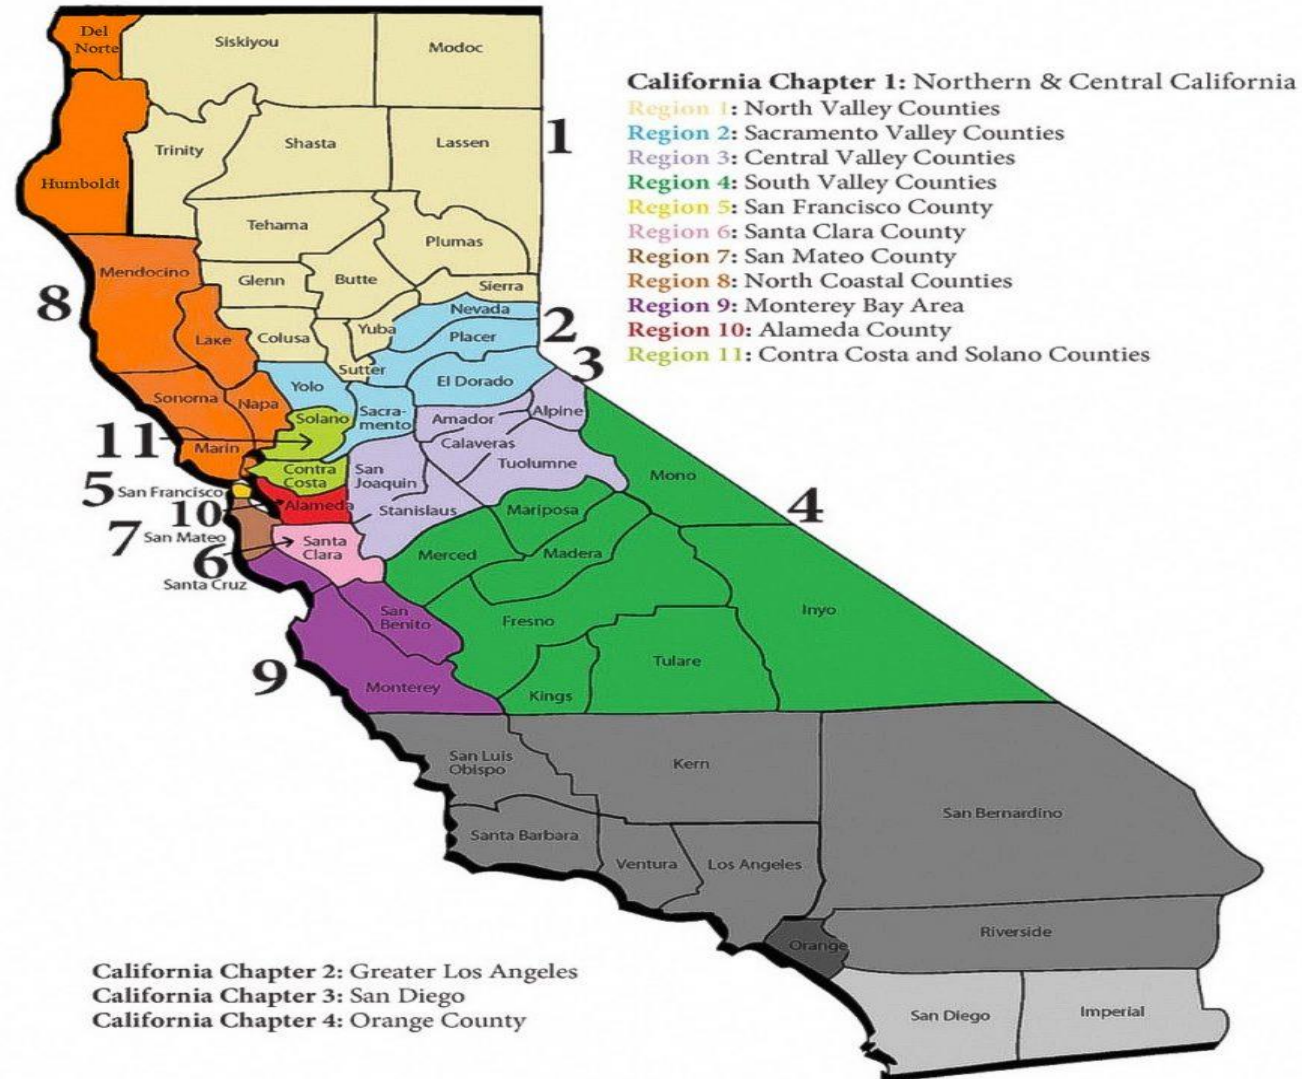 Del
Norte
Siskiyou
Modoc
California Chapter 1: Northern & Central California
Region 1: North Valley Counties
Region 2: Sacramento Valley Counties
Region 3: Central Valley Counties
Region 4: South Valley Counties
Region 5: San Francisco County
Region 6: Santa Clara County
Region 7: San Mateo County
Region 8: North Coastal Counties
Region 9: Monterey Bay Area
Region 10: Alameda County
Region 11: Contra Costa and Solano Counties
Humboldt
Trinity
Shasta
Lassen
1
Tehama
Plumas
Mendocino
Glenn
Butte
Sierra
8
Lake
Colusa
Yuba
Nevada
Placer
2
Sutter
3
Sonoma
Napa
Yolo
El Dorado
Solano
Sacra-
mento
Amador
Alpine
11
Marin
Calaveras
Contra
Costa
San
Joaquin
Tuolumne
Mono
5
San Francisco
10
Alameda
Stanislaus
Mariposa
4
7
San Mateo
6
Santa
Clara
Merced
Madera
Santa Cruz
San
Benito
Fresno
Inyo
9
Monterey
Kings
Tulare
San Luis
Obispo
Kern
San Bernardino
Santa Barbara
Ventura
Los Angeles
Orange
Riverside
San Diego
Imperial
California Chapter 2: Greater Los Angeles
California Chapter 3: San Diego
California Chapter 4: Orange County